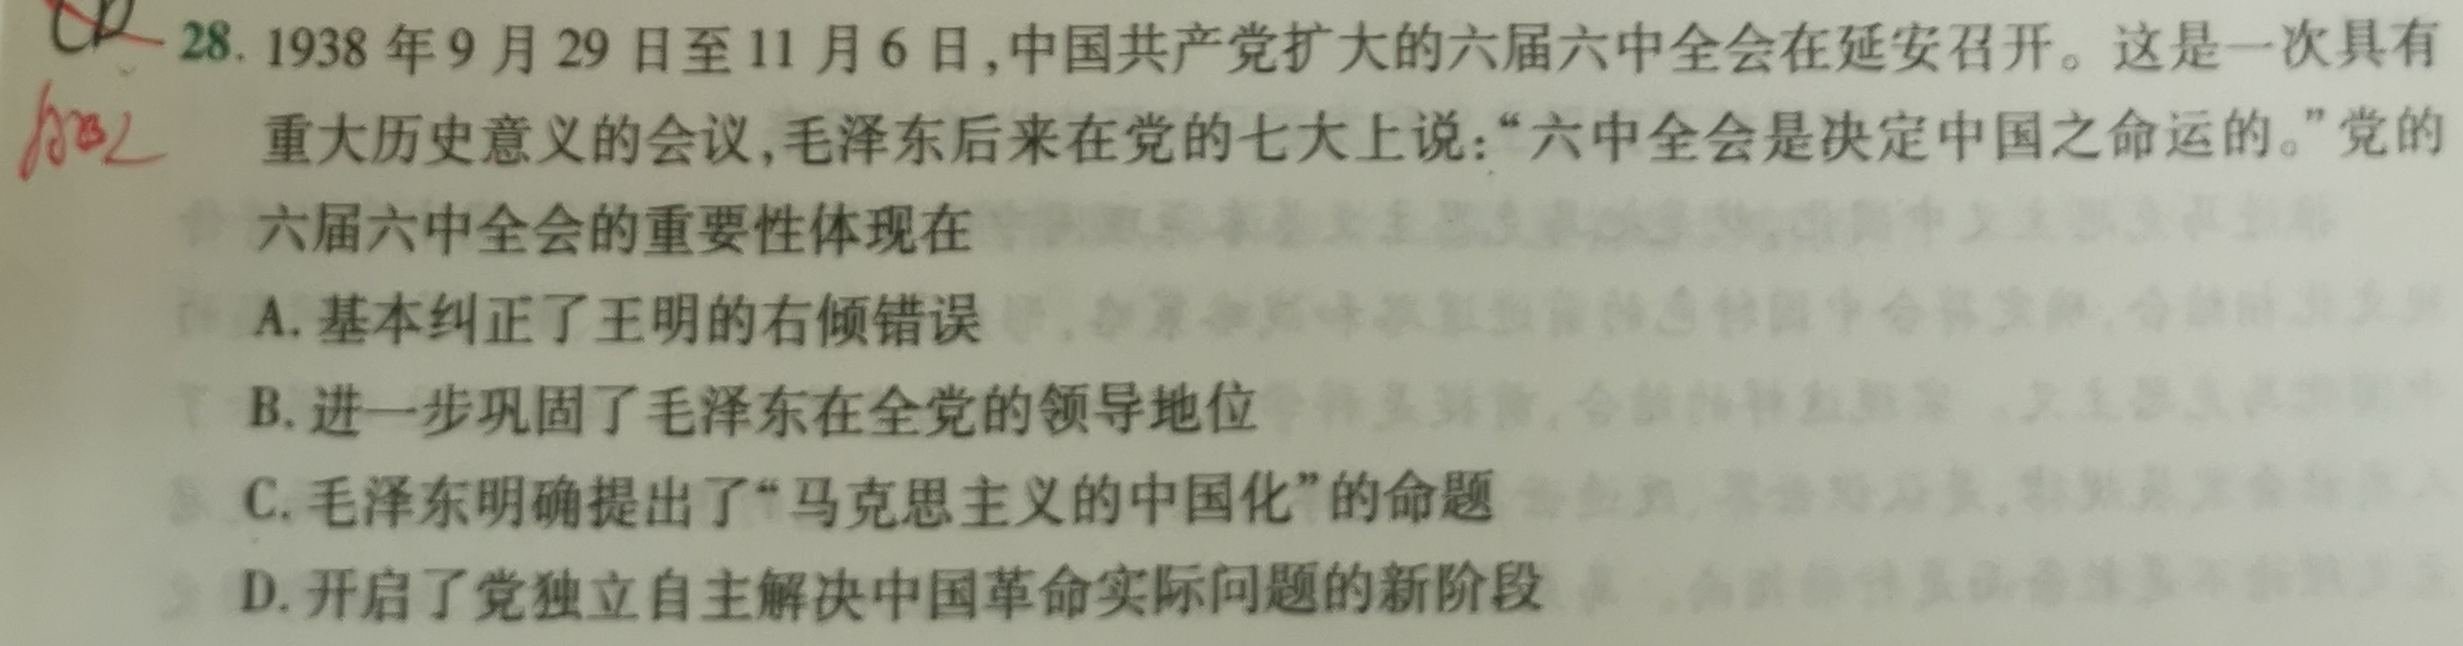 28. 1938 年 9 月 29 日至 11 月 6 日,中国共产党扩大的六届六中全会在延安召开。这是一次具有
重大历史意义的会议,毛泽东后来在党的七大上说:“六中全会是决定中国之命运的。”党的
六届六中全会的重要性体现在
A. 基本纠正了王明的右倾错误
B. 进一步巩固了毛泽东在全党的领导地位
C. 毛泽东明确提出了“马克思主义的中国化”的命题
D. 开启了党独立自主解决中国革命实际问题的新阶段